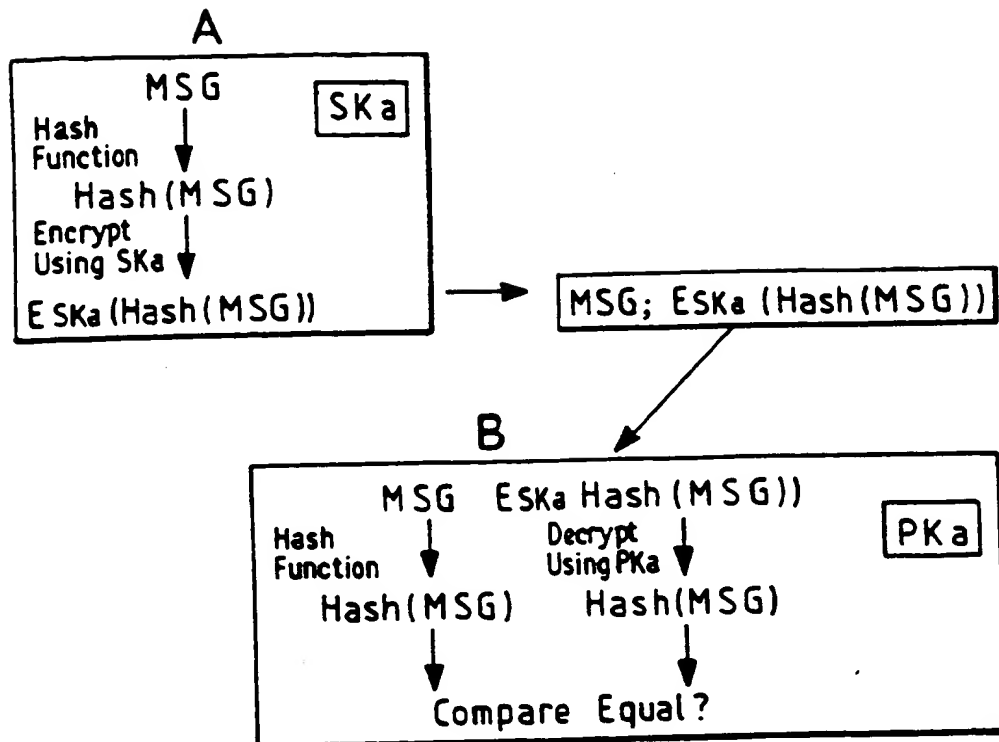 A
MSG
SKa
Hash
Function
Hash(MSG)
Encrypt
Using SKa
ESKa(Hash(MSG))
MSG; ESKa (Hash(MSG))
B
MSG ESKa Hash (MSG))
PKa
Hash
Function
Decrypt
Using PKa
Hash(MSG) Hash(MSG)
Compare Equal?